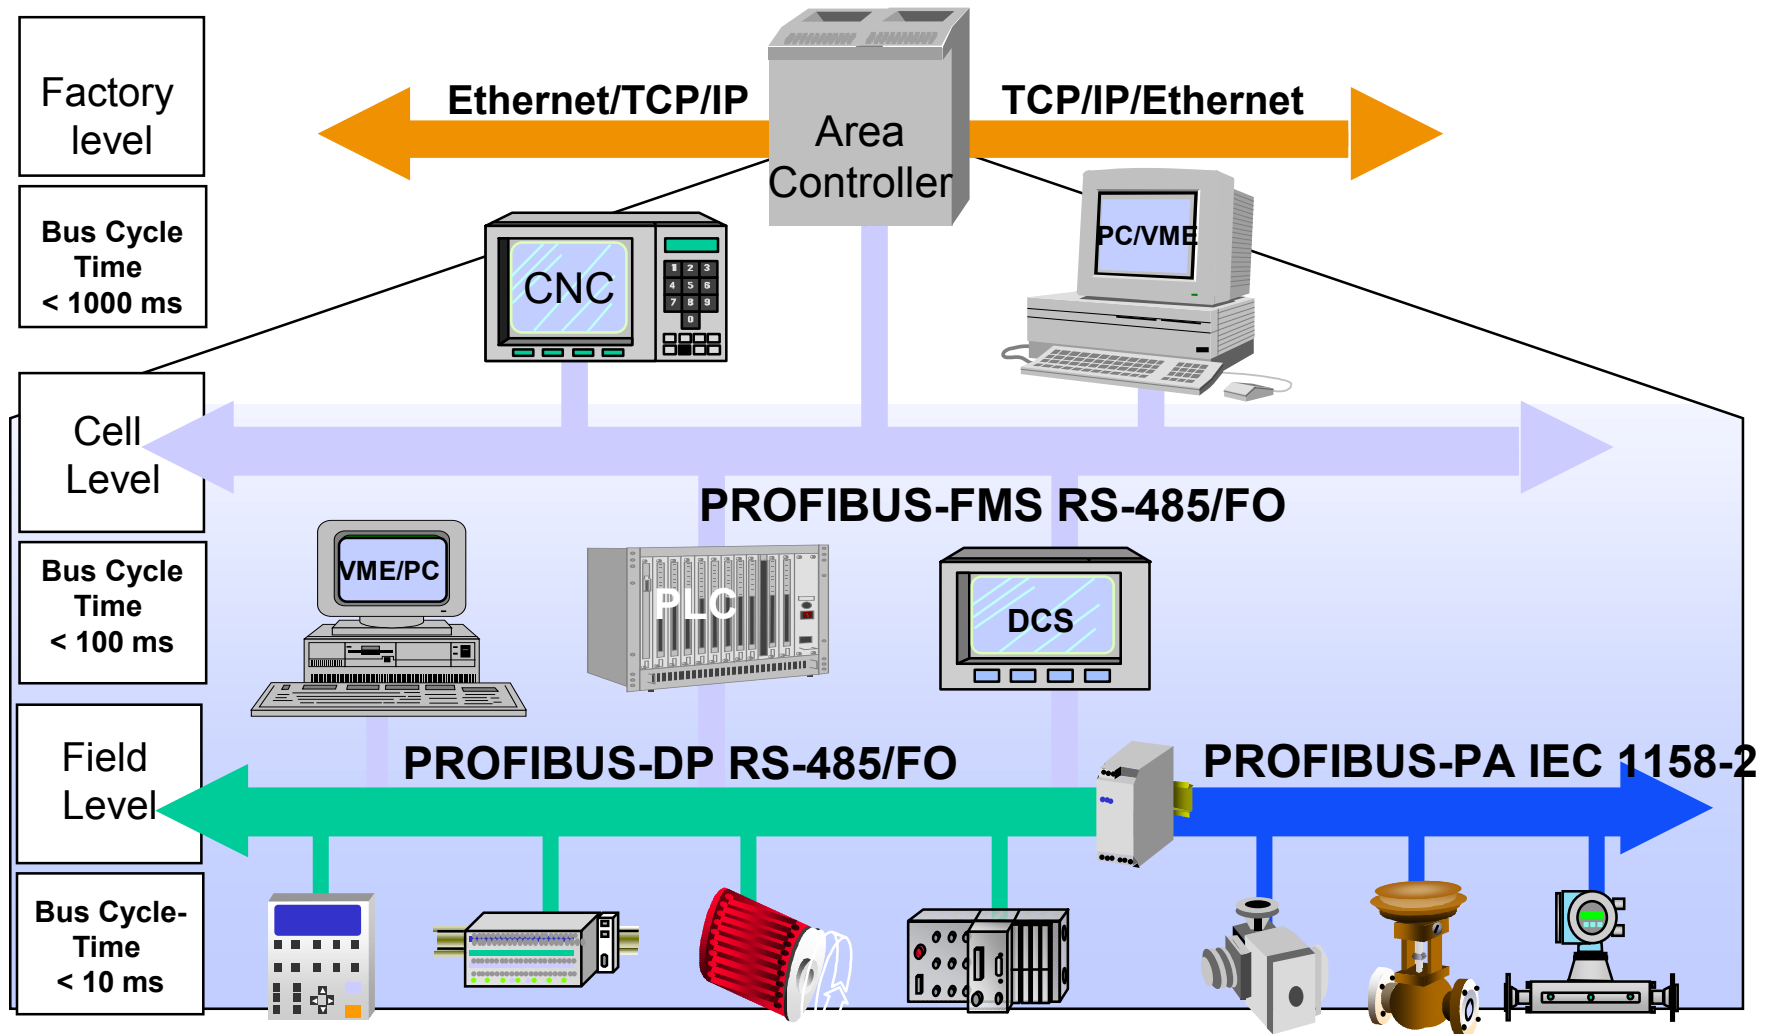 Factory
level
Ethernet/TCP/IP
TCP/IP/Ethernet
Area
Controller
Bus Cycle
Time
< 1000 ms
CNC
1 2 3
4 5 6
7 8 9
0
PC/VME
Cell
Level
PROFIBUS-FMS RS-485/FO
Bus Cycle
Time
< 100 ms
VME/PC
PLC
DCS
Field
Level
PROFIBUS-DP RS-485/FO
PROFIBUS-PA IEC 1158-2
Bus Cycle-
Time
< 10 ms